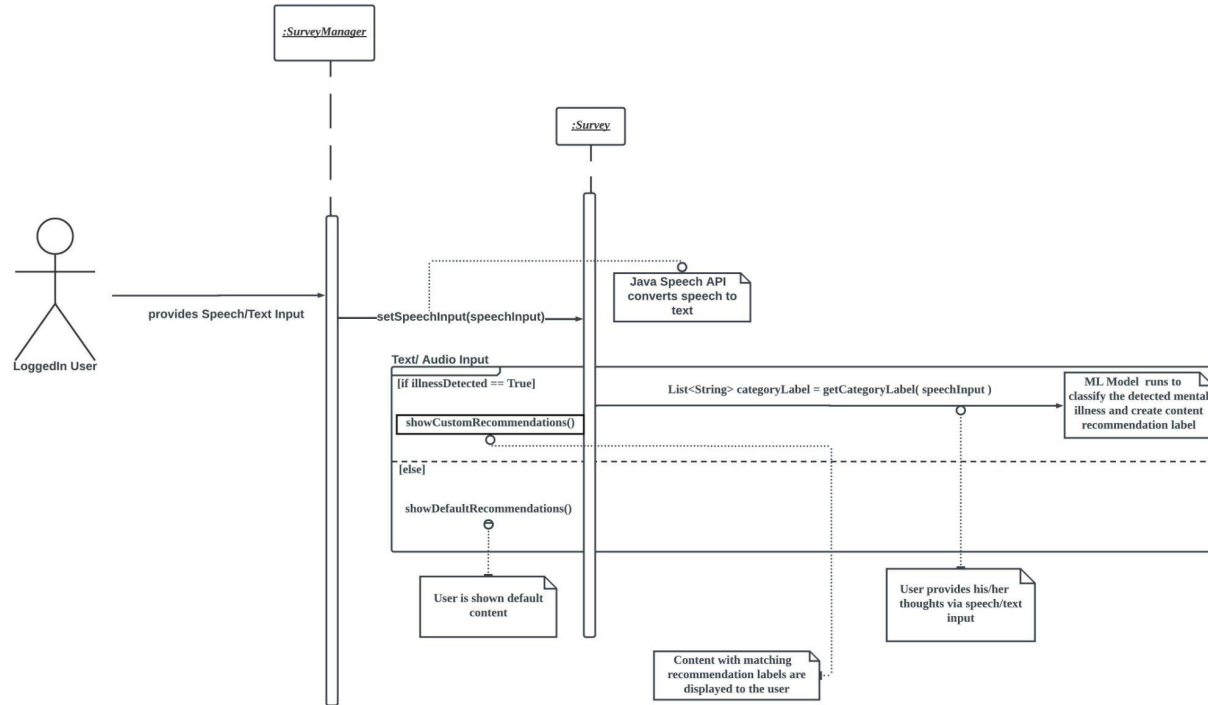 :SurveyManager
:Survey
Java Speech API
converts speech to
text
provides Speech/Text Input
setSpeechInput(speechInput)
LoggedIn User
Text/ Audio Input
[if illnessDetected == True]
List<String> categoryLabel = getCategoryLabel( speechInput )
ML Model  runs to
classify the detected mental
illness and create content
recommendation label
showCustomRecommendations()
[else]
showDefaultRecommendations()
User is shown default
content
User provides his/her
thoughts via speech/text
input
Content with matching
recommendation labels are
displayed to the user